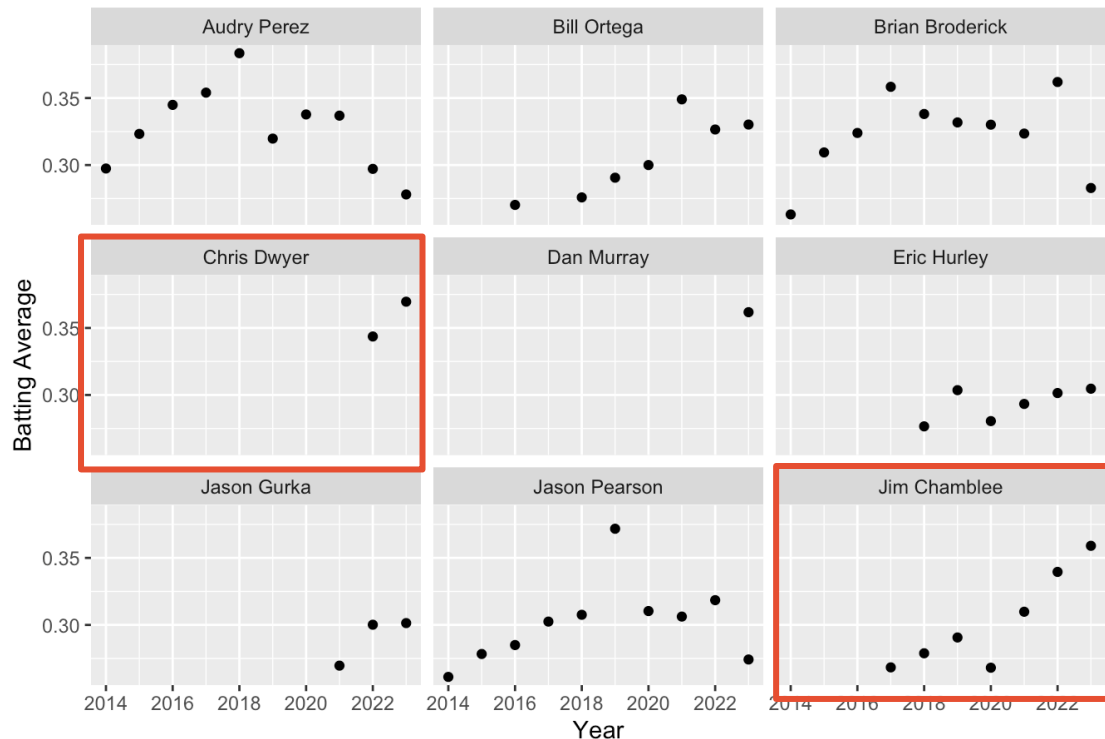 Audry Perez
Bill Ortega
Brian Broderick
0.35
0.30
Chris Dwyer
Dan Murray
Eric Hurley
0.35
0.30
Jason Gurka
Jason Pearson
Jim Chamblee
0.35
0.30
2014 2016 2018 2020 2022
2014 2016 2018 2020 2022
2014 2016 2018 2020 2022
Year
Batting Average